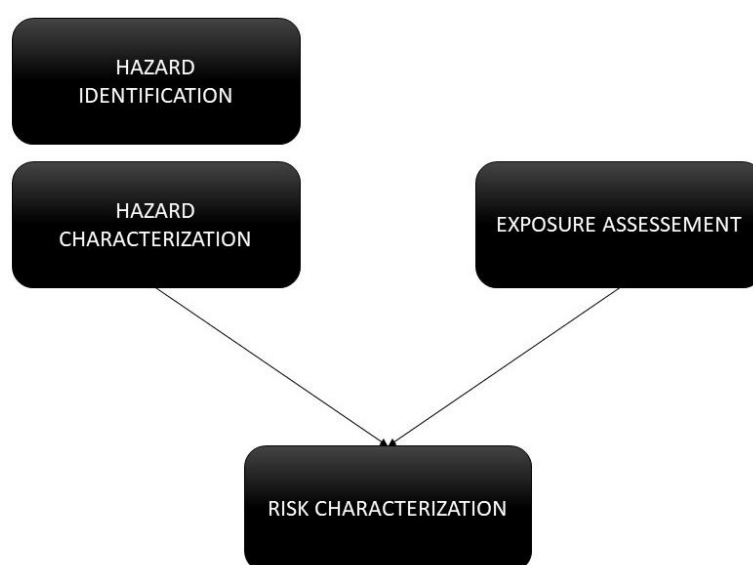 HAZARD
IDENTIFICATION
HAZARD
CHARACTERIZATION
EXPOSURE ASSESSEMENT
RISK CHARACTERIZATION